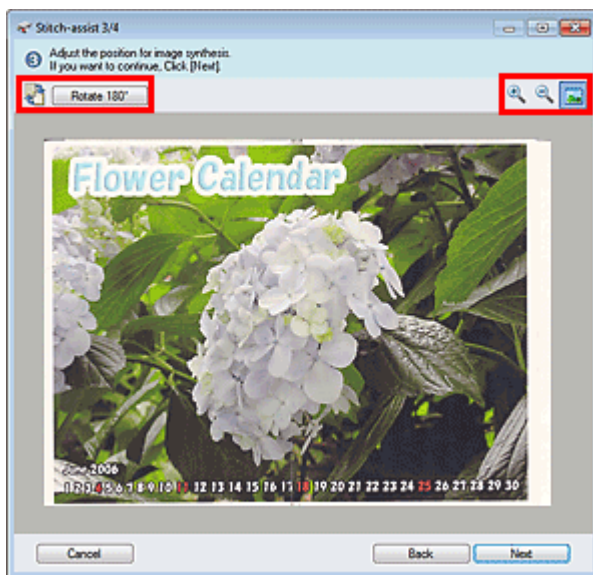 Stitch-assist 3/4
3 Adjust the position for image synthesis.
If you want to continue, Click [Next].
Rotate 180°
Flower Calendar
June 2006
1 2 3 4 5 6 7 8 9 10 11 12 13 14 15 16 17 18 19 20 21 22 23 24 25 26 27 28 29 30
Cancel Back Next